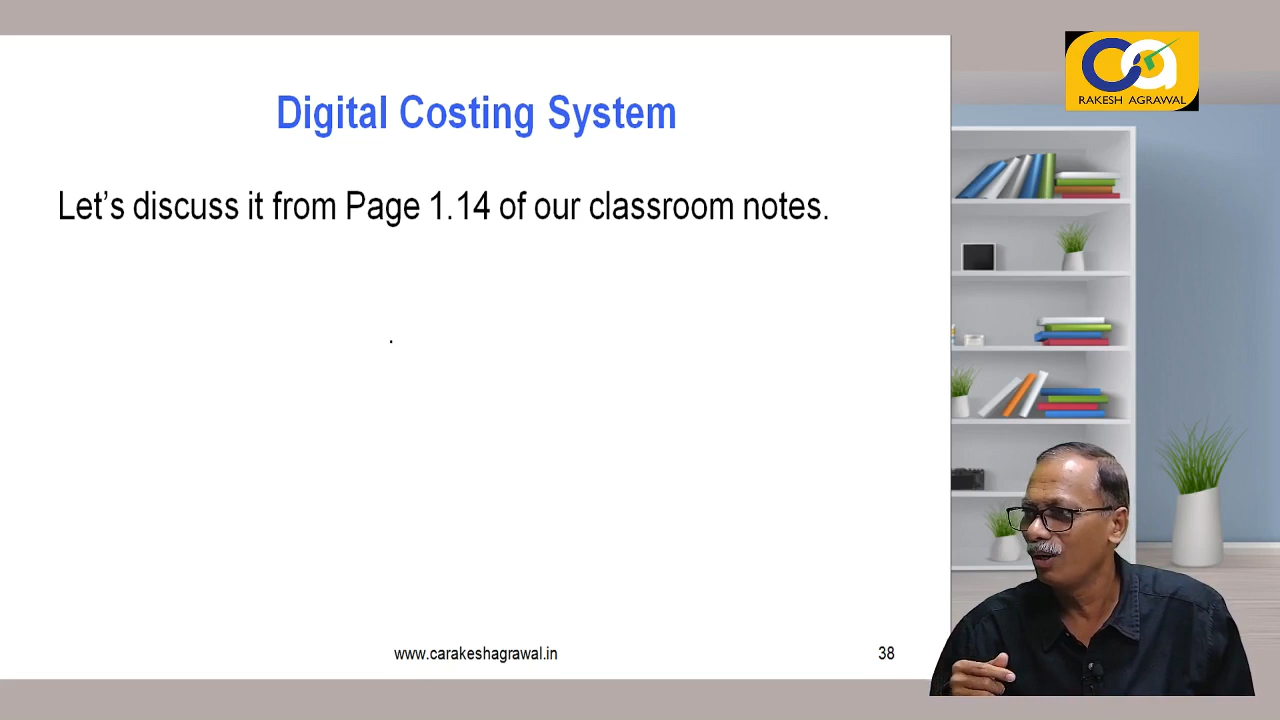 RAKESH AGRAWAL
Digital Costing System
Let's discuss it from Page 1.14 of our classroom notes.
www.carakeshagrawal.in
38